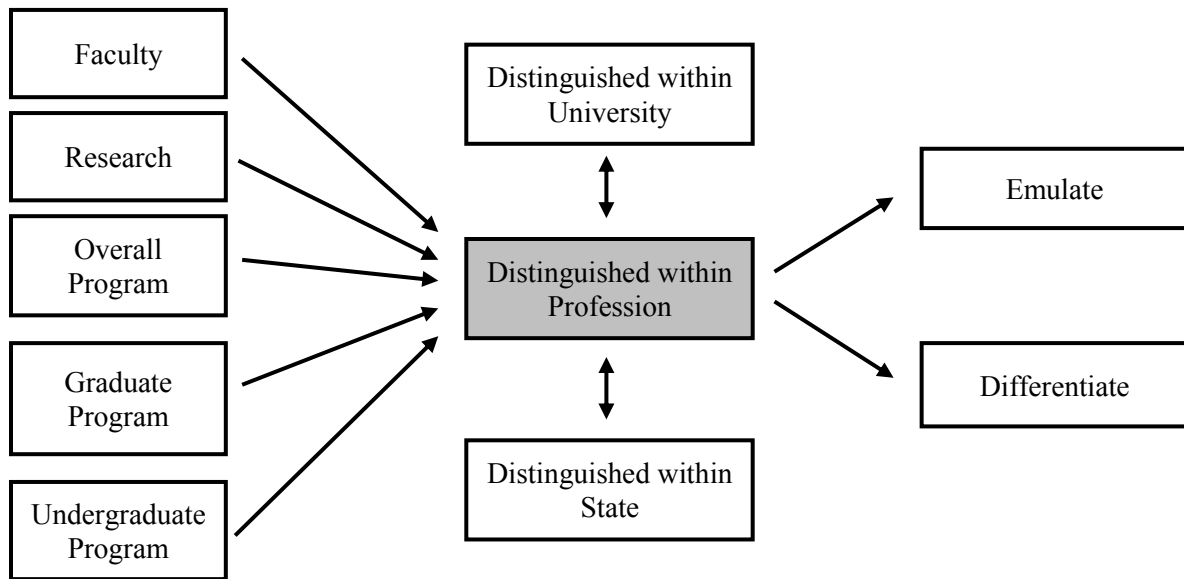 Faculty
Research
Overall
Program
Graduate
Program
Undergraduate
Program
Distinguished within
University
Distinguished within
Profession
Distinguished within
State
Emulate
Differentiate